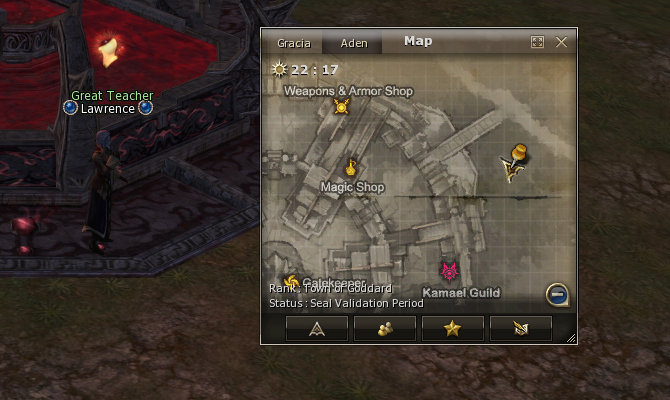 Great Teacher
Lawrence
Map
Gracia
Aden
22 : 17
Weapons & Armor Shop
Magic Shop
Gatekeeper
Kamael Guild
Rank : Town of Goddard
Status : Seal Validation Period